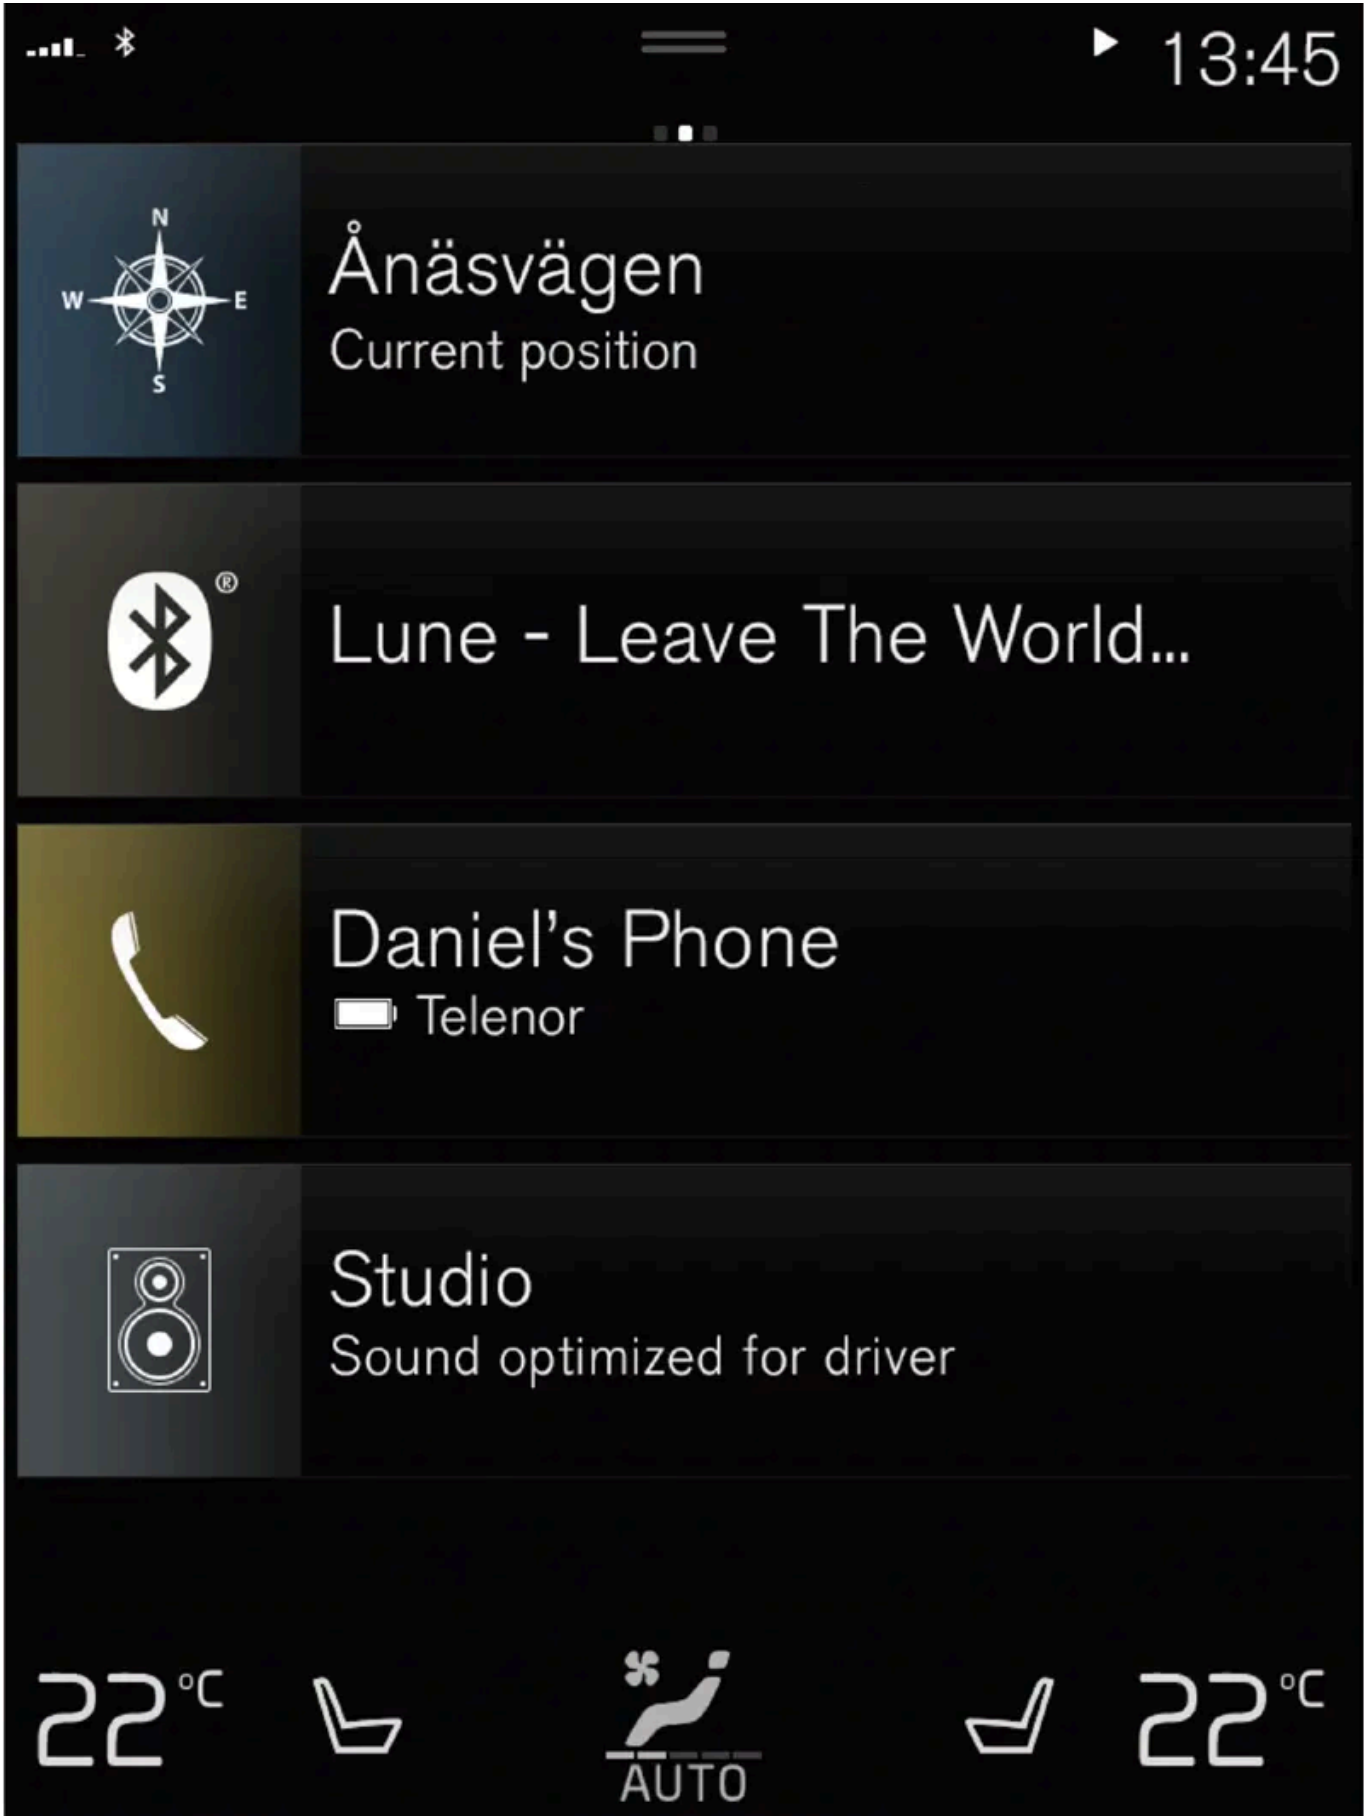 13:45
N
W E
S
Ånäsvägen
Current position
®
Lune - Leave The World...
Daniel’s Phone
Telenor
Studio
Sound optimized for driver
22°C 22°C
AUTO